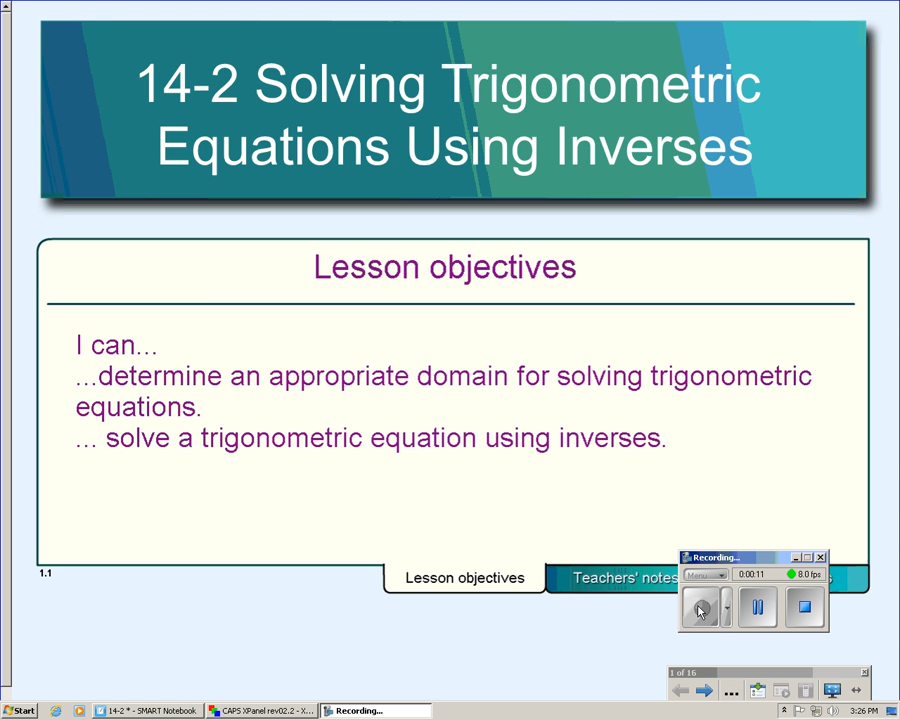 14-2 Solving Trigonometric
Equations Using Inverses
Lesson objectives
I can...
...determine an appropriate domain for solving trigonometric
equations.
... solve a trigonometric equation using inverses.
1.1
Lesson objectives
Teachers' notes
Recording...
Menu
0:00:11
8.0 fps
1 of 16
...
Start
14-2 * - SMART Notebook
CAPS XPanel rev02.2 - X...
Recording...
3:26 PM